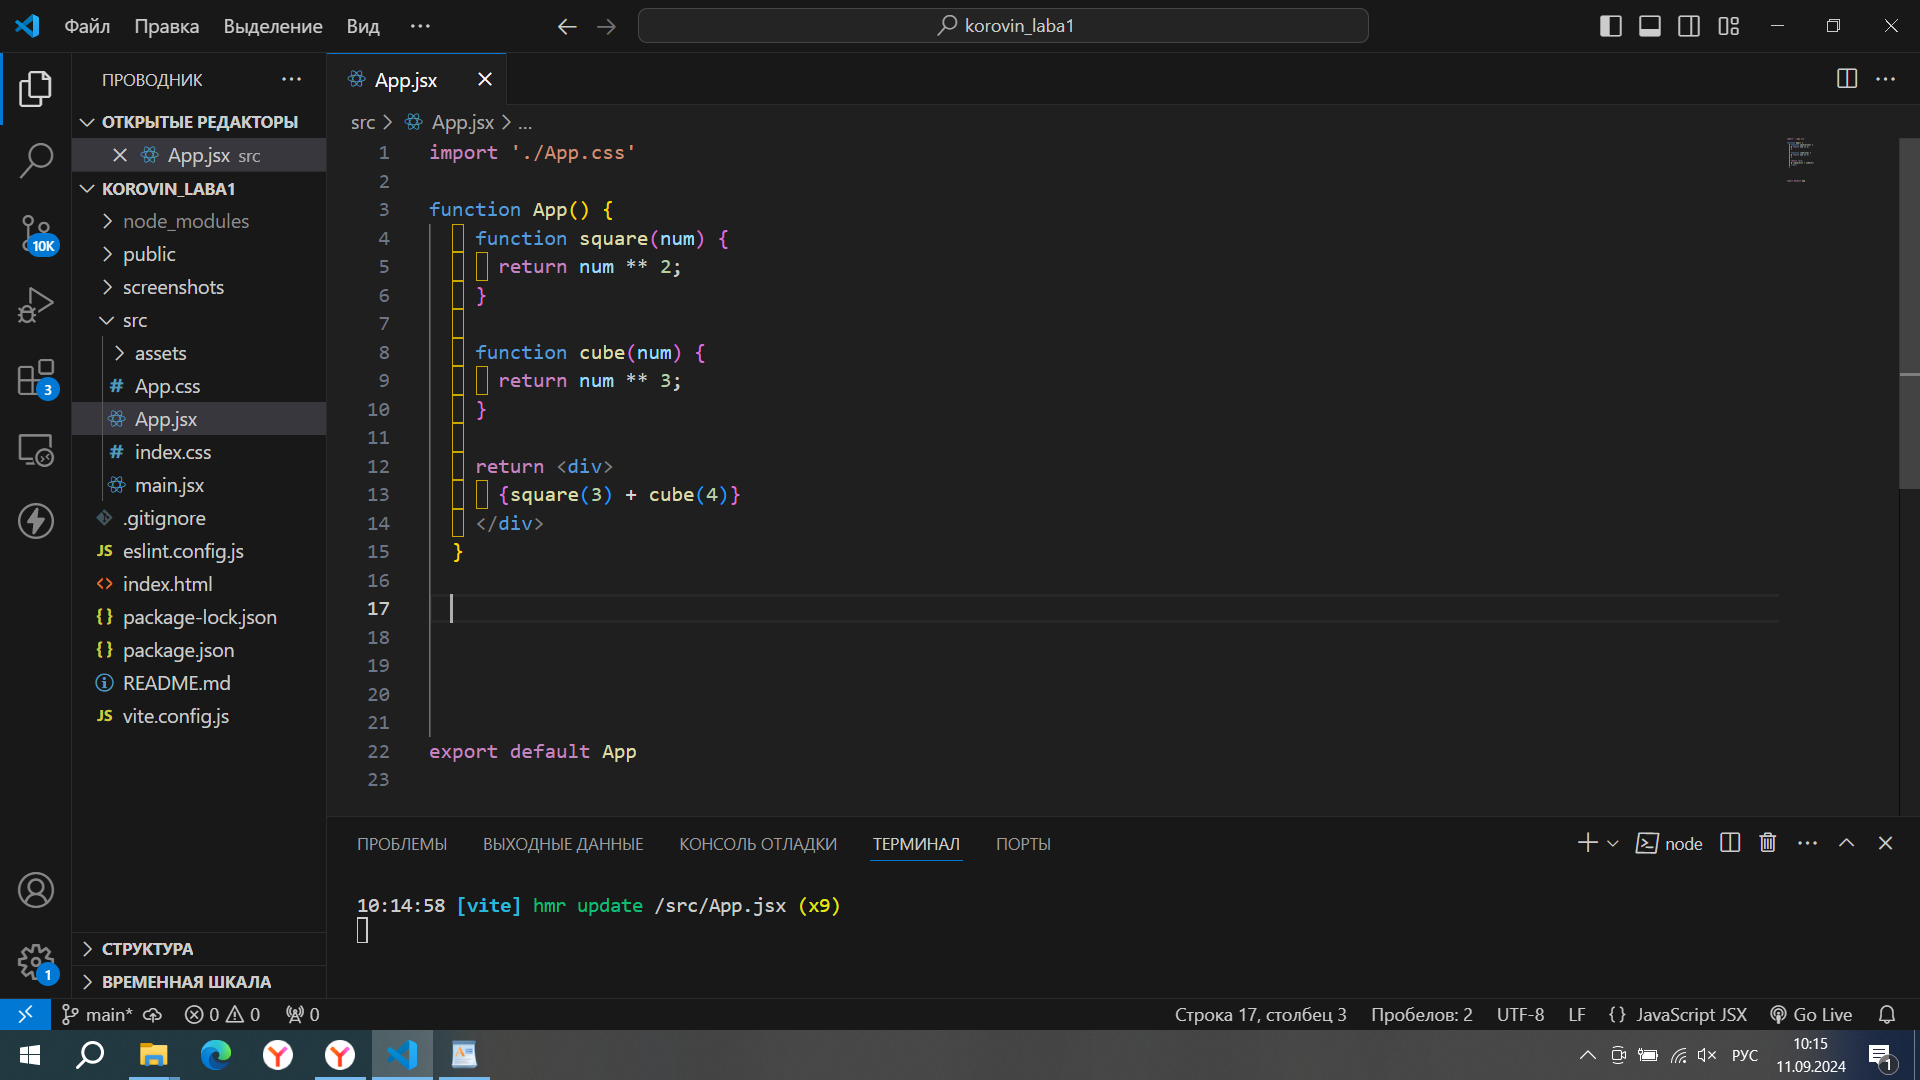 Файл Правка Выделение Вид ··· korovin_laba1
ПРОВОДНИК ···
ОТКРЫТЫЕ РЕДАКТОРЫ
App.jsx src
KOROVIN_LABA1
node_modules
public
screenshots
src
assets
# App.css
App.jsx
# index.css
main.jsx
.gitignore
JS eslint.config.js
<> index.html
{} package-lock.json
{} package.json
README.md
JS vite.config.js
СТРУКТУРА
ВРЕМЕННАЯ ШКАЛА
10K
3
1
App.jsx
src > App.jsx > ...
1 import './App.css'
2
3 function App() {
4 function square(num) {
5 return num ** 2;
6 }
7
8 function cube(num) {
9 return num ** 3;
10 }
11
12 return <div>
13 {square(3) + cube(4)}
14 </div>
15 }
16
17
18
19
20
21
22 export default App
23
ПРОБЛЕМЫ ВЫХОДНЫЕ ДАННЫЕ КОНСОЛЬ ОТЛАДКИ ТЕРМИНАЛ ПОРТЫ node
10:14:58 [vite] hmr update /src/App.jsx (x9)
main* 0 0 0 Строка 17, столбец 3 Пробелов: 2 UTF-8 LF {} JavaScript JSX Go Live
РУС 10:15
11.09.2024 1